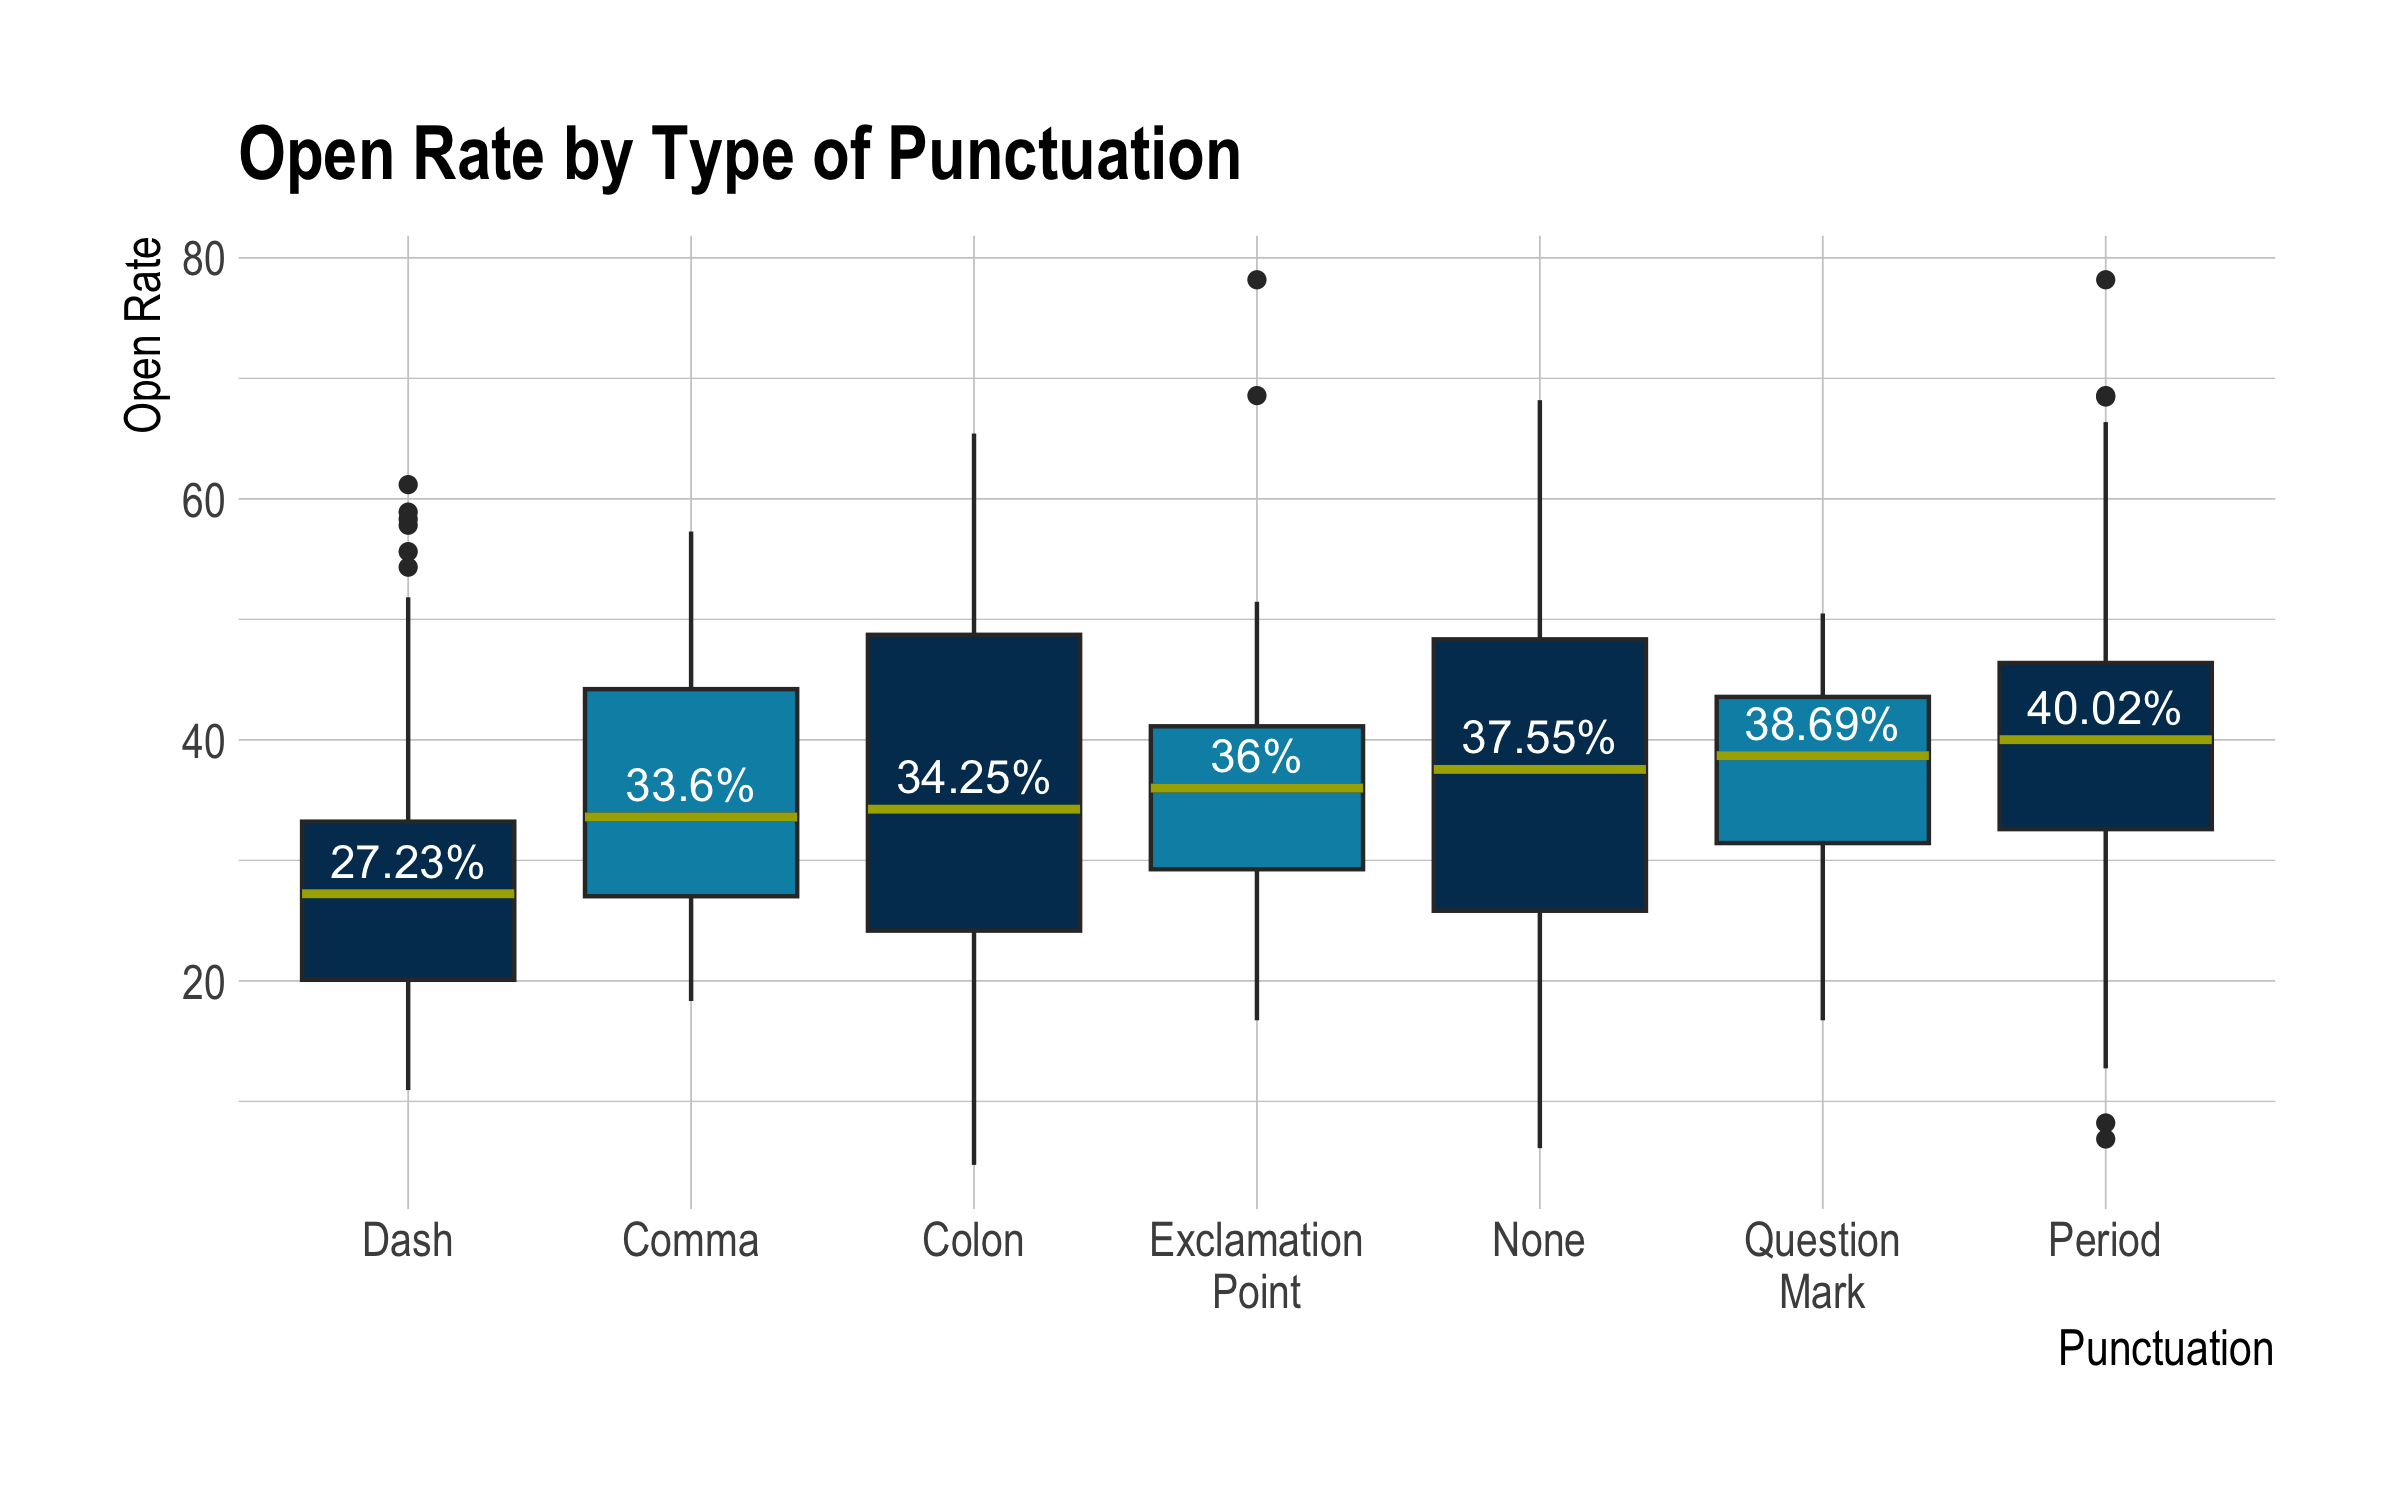 Open Rate by Type of Punctuation
Open Rate
80
60
40
20
27.23%
33.6%
34.25%
36%
37.55%
38.69%
40.02%
Dash
Comma
Colon
Exclamation
Point
None
Question
Mark
Period
Punctuation